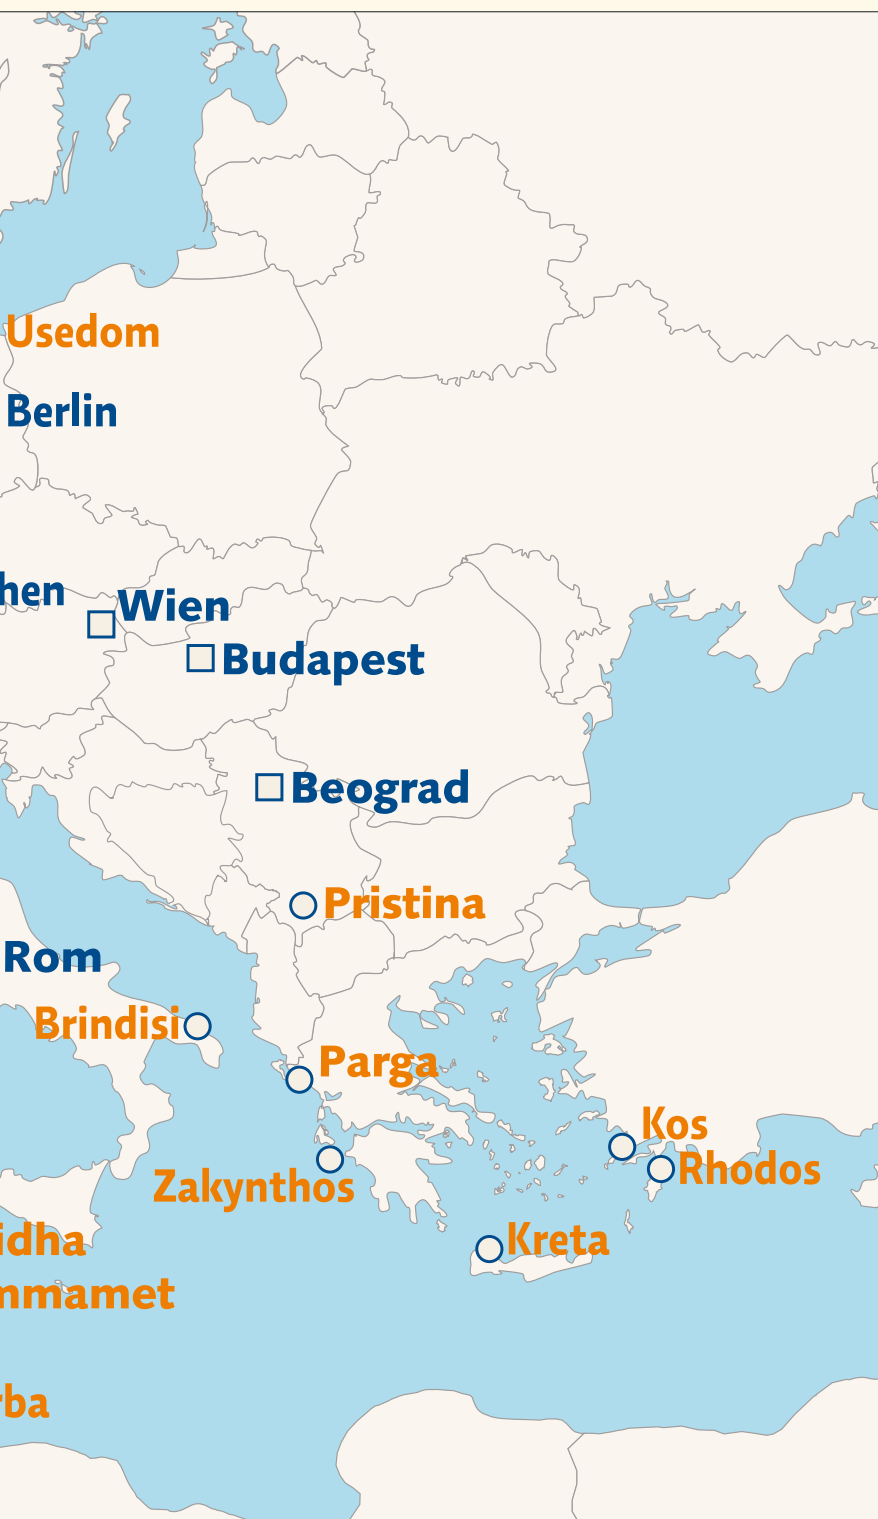 Usedom
Berlin
hen
Wien
Budapest
Beograd
Pristina
Rom
Brindisi
Parga
Kos
Rhodos
Zakynthos
Kreta
idha
mmamet
rba